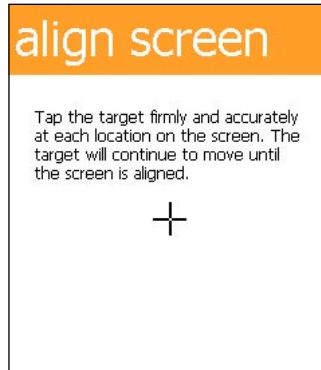 align screen
Tap the target firmly and accurately
at each location on the screen. The
target will continue to move until
the screen is aligned.